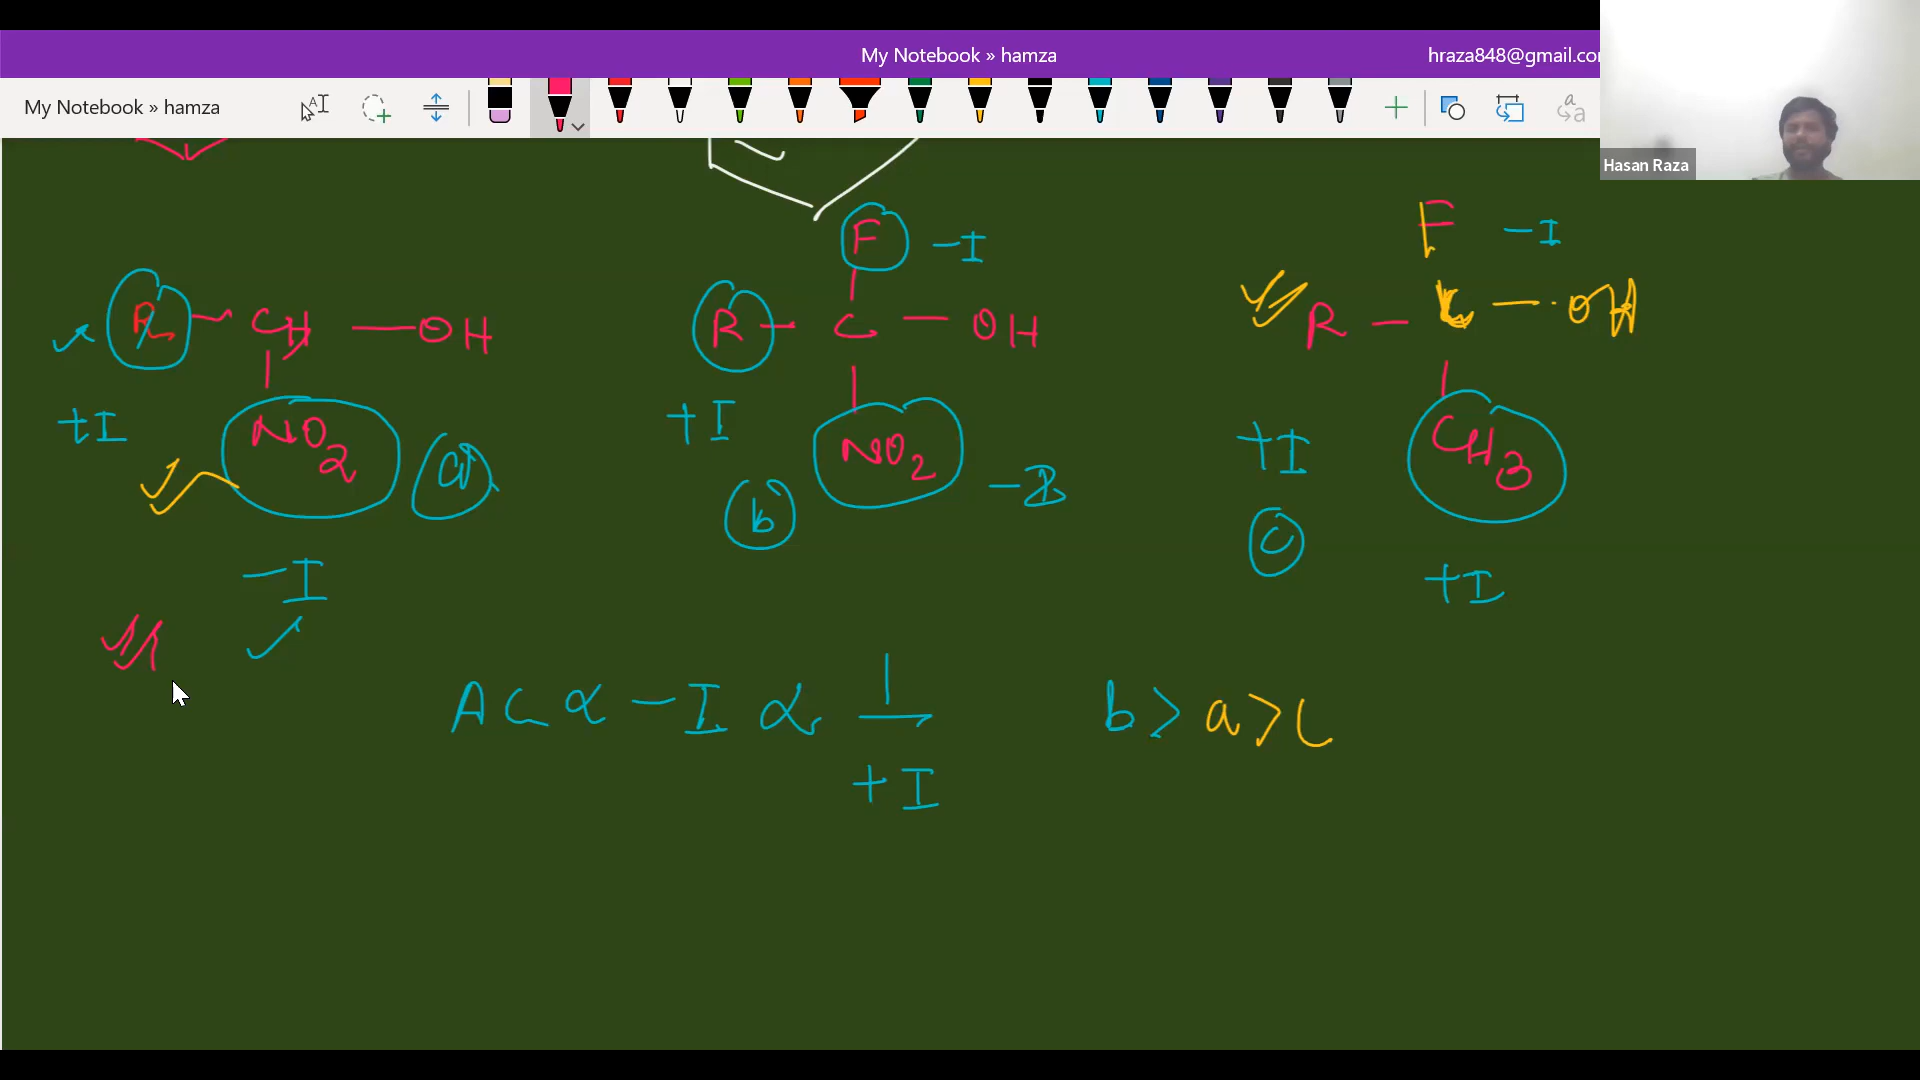 My Notebook » hamza
hraza848@gmail.co
My Notebook » hamza
Hasan Raza
F -I
F -I
R - CH - OH
R - C - OH
R - C - OH
+I
NO2
a
+I
NO2
-I
b
+I
CH3
c
-I
+I
AC ∝ -I ∝ 1
+I
b > a > c